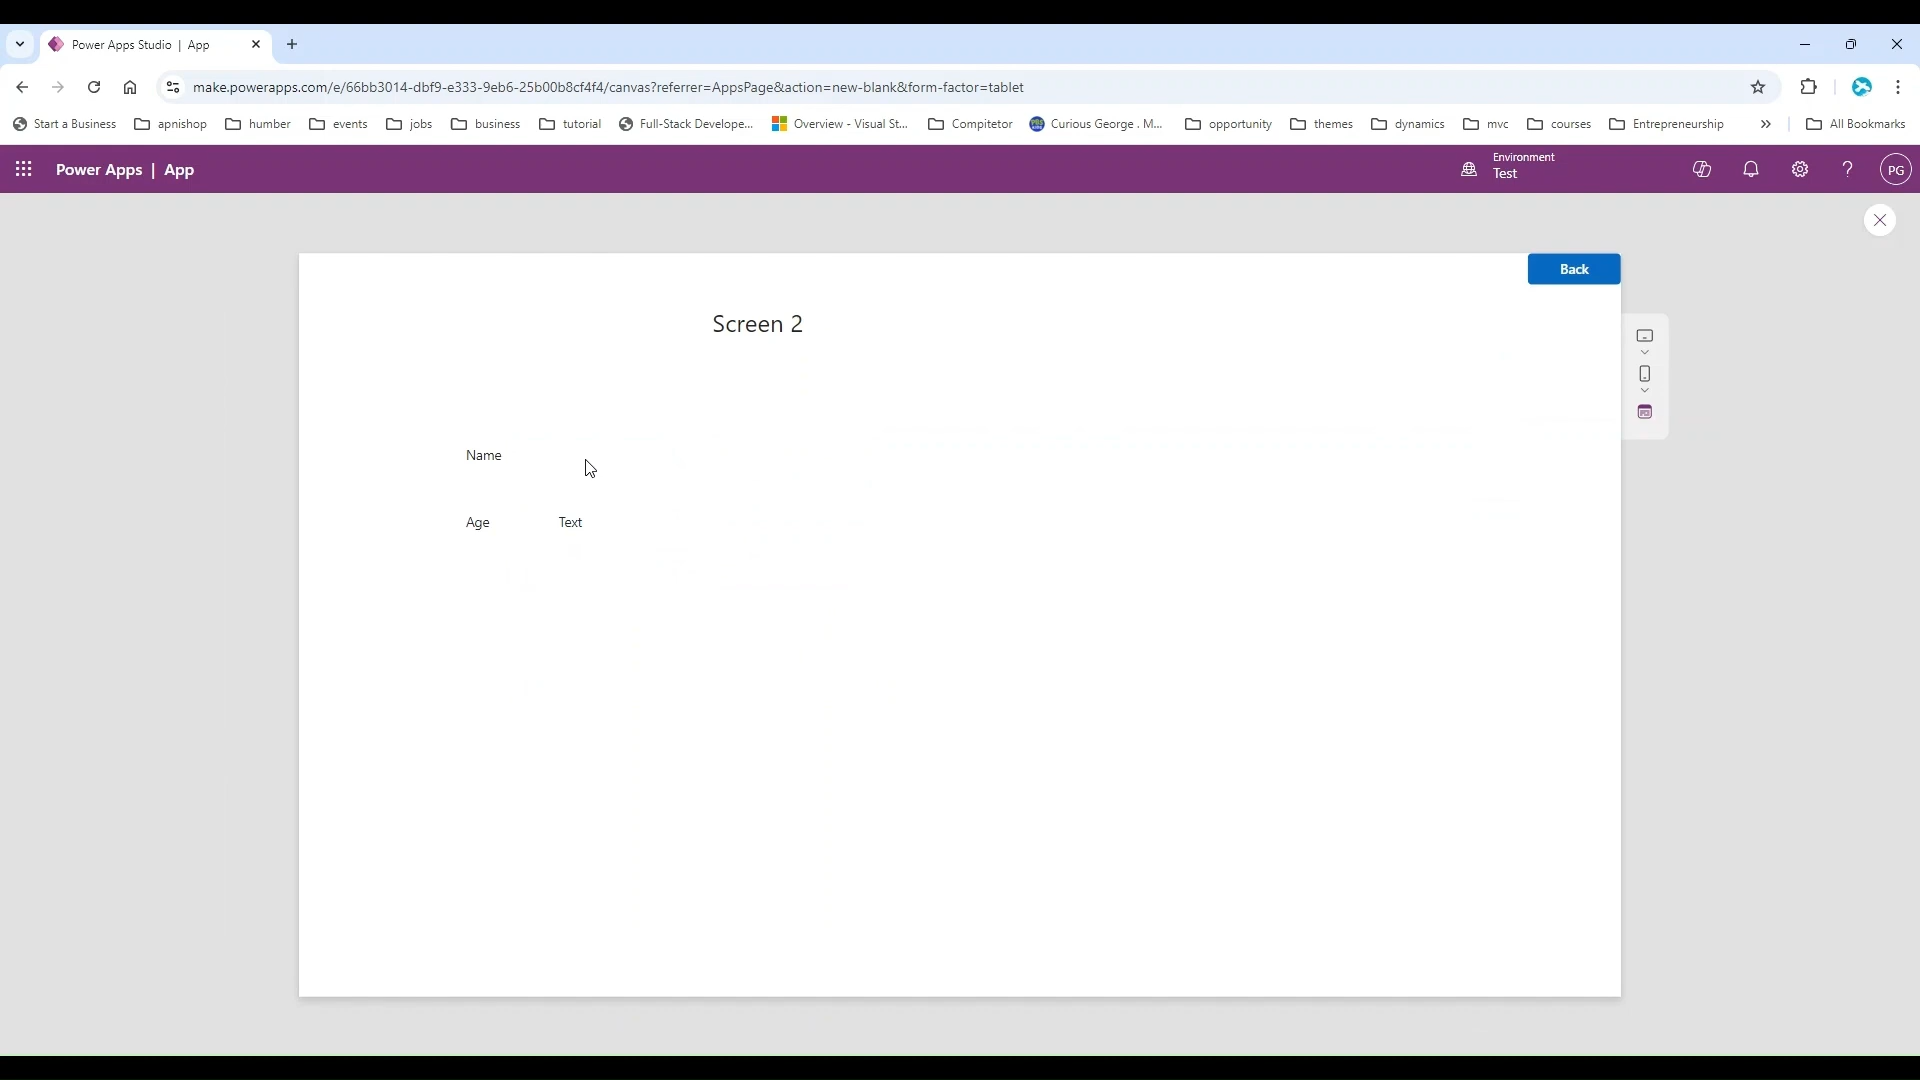 Power Apps Studio | App
make.powerapps.com/e/66bb3014-dbf9-e333-9eb6-25b00b8cf4f4/canvas?referrer=AppsPage&action=new-blank&form-factor=tablet
Start a Business apnishop humber events jobs business tutorial Full-Stack Develope... Overview - Visual St... Compitetor Curious George . M... opportunity themes dynamics mvc courses Entrepreneurship » All Bookmarks
Power Apps | App
Environment
Test
PG
Back
Screen 2
Name
Age Text